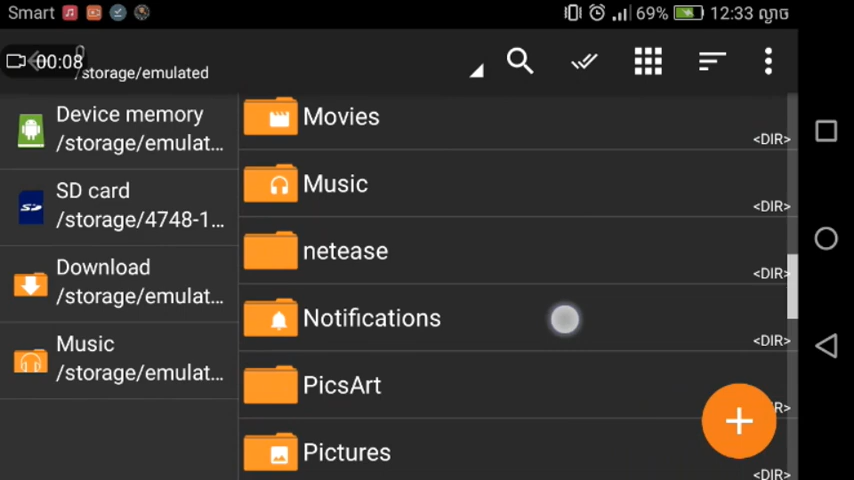 Smart
69%
12:33 ល្ងាច
00:08
/storage/emulated
Device memory
/storage/emulat...
SD card
/storage/4748-1...
Download
/storage/emulat...
Music
/storage/emulat...
Movies
<DIR>
Music
<DIR>
netease
<DIR>
Notifications
<DIR>
PicsArt
Pictures
<DIR>